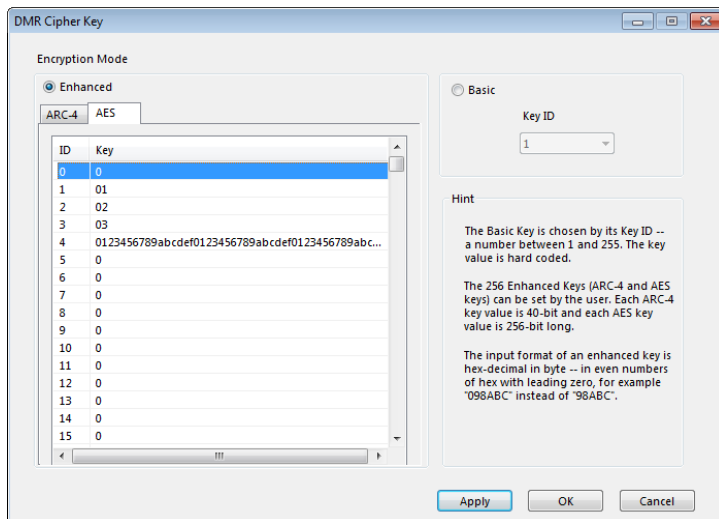 DMR Cipher Key
Encryption Mode
Enhanced
ARC-4 AES
ID Key
0 0
1 01
2 02
3 03
4 0123456789abcdef0123456789abcdef0123456789abc...
5 0
6 0
7 0
8 0
9 0
10 0
11 0
12 0
13 0
14 0
15 0
Basic
Key ID
1
Hint
The Basic Key is chosen by its Key ID --
a number between 1 and 255. The key
value is hard coded.
The 256 Enhanced Keys (ARC-4 and AES
keys) can be set by the user. Each ARC-4
key value is 40-bit and each AES key
value is 256-bit long.
The input format of an enhanced key is
hex-decimal in byte -- in even numbers
of hex with leading zero, for example
"098ABC" instead of "98ABC".
Apply OK Cancel